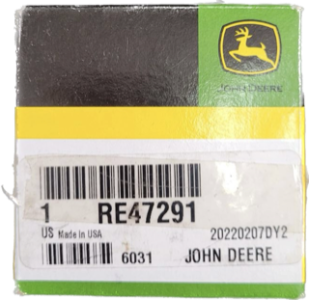 JOHN DEERE
1 RE47291
US Made in USA 20220207DY2
6031 JOHN DEERE